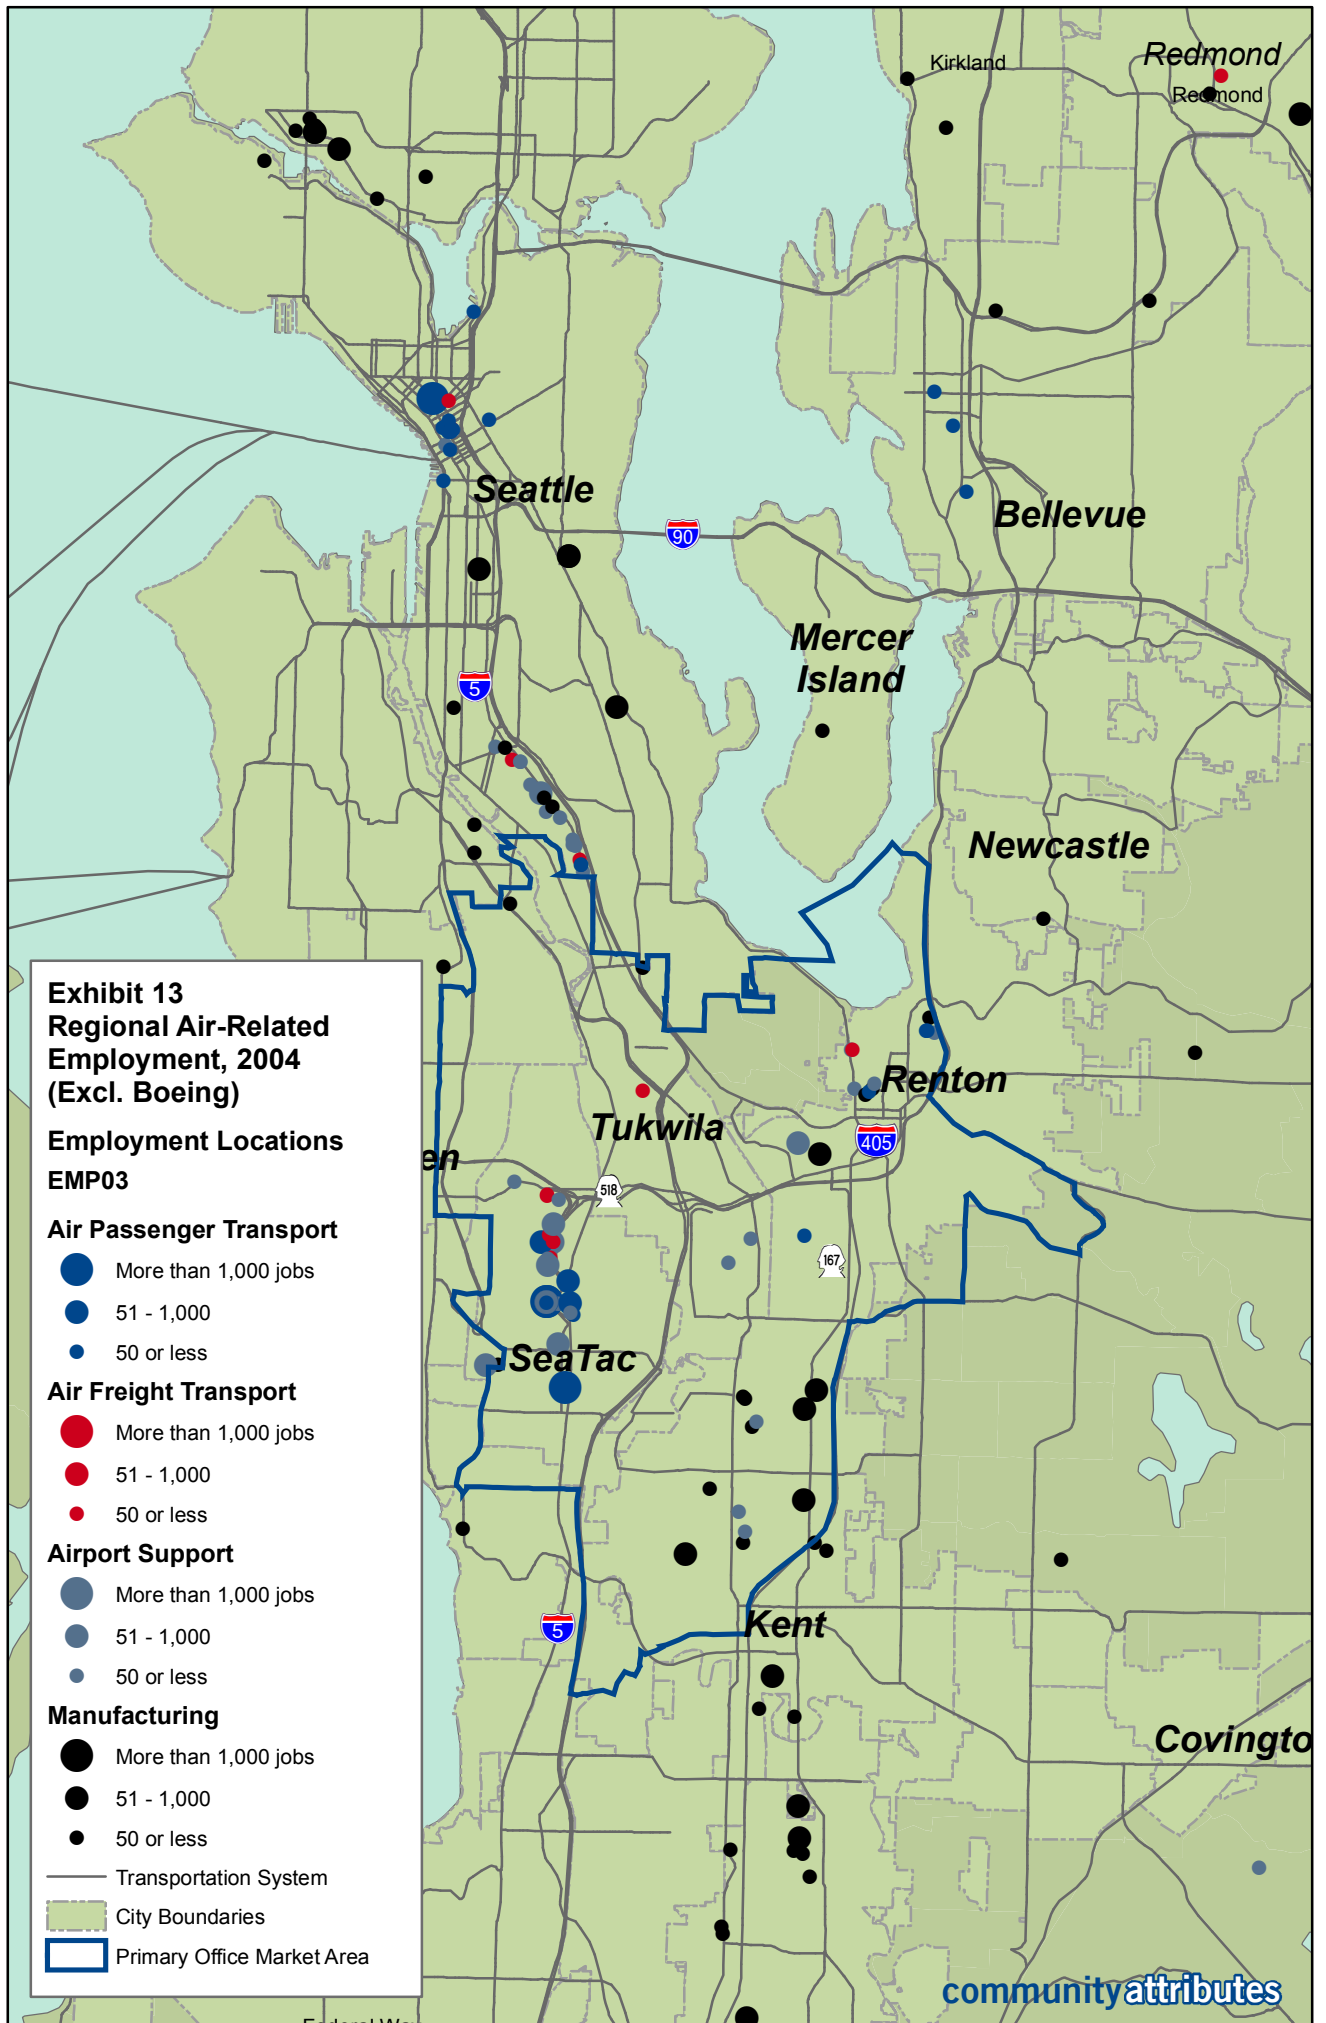 Kirkland
Redmond
Redmond
Seattle
90
Bellevue
Mercer
Island
5
Newcastle
Exhibit 13
Regional Air-Related
Employment, 2004
(Excl. Boeing)
Employment Locations
EMP03
Air Passenger Transport
More than 1,000 jobs
51 - 1,000
50 or less
Air Freight Transport
More than 1,000 jobs
51 - 1,000
50 or less
Airport Support
More than 1,000 jobs
51 - 1,000
50 or less
Manufacturing
More than 1,000 jobs
51 - 1,000
50 or less
Transportation System
City Boundaries
Primary Office Market Area
Renton
Tukwila
405
en
518
167
SeaTac
5
Kent
Covingto
communityattributes